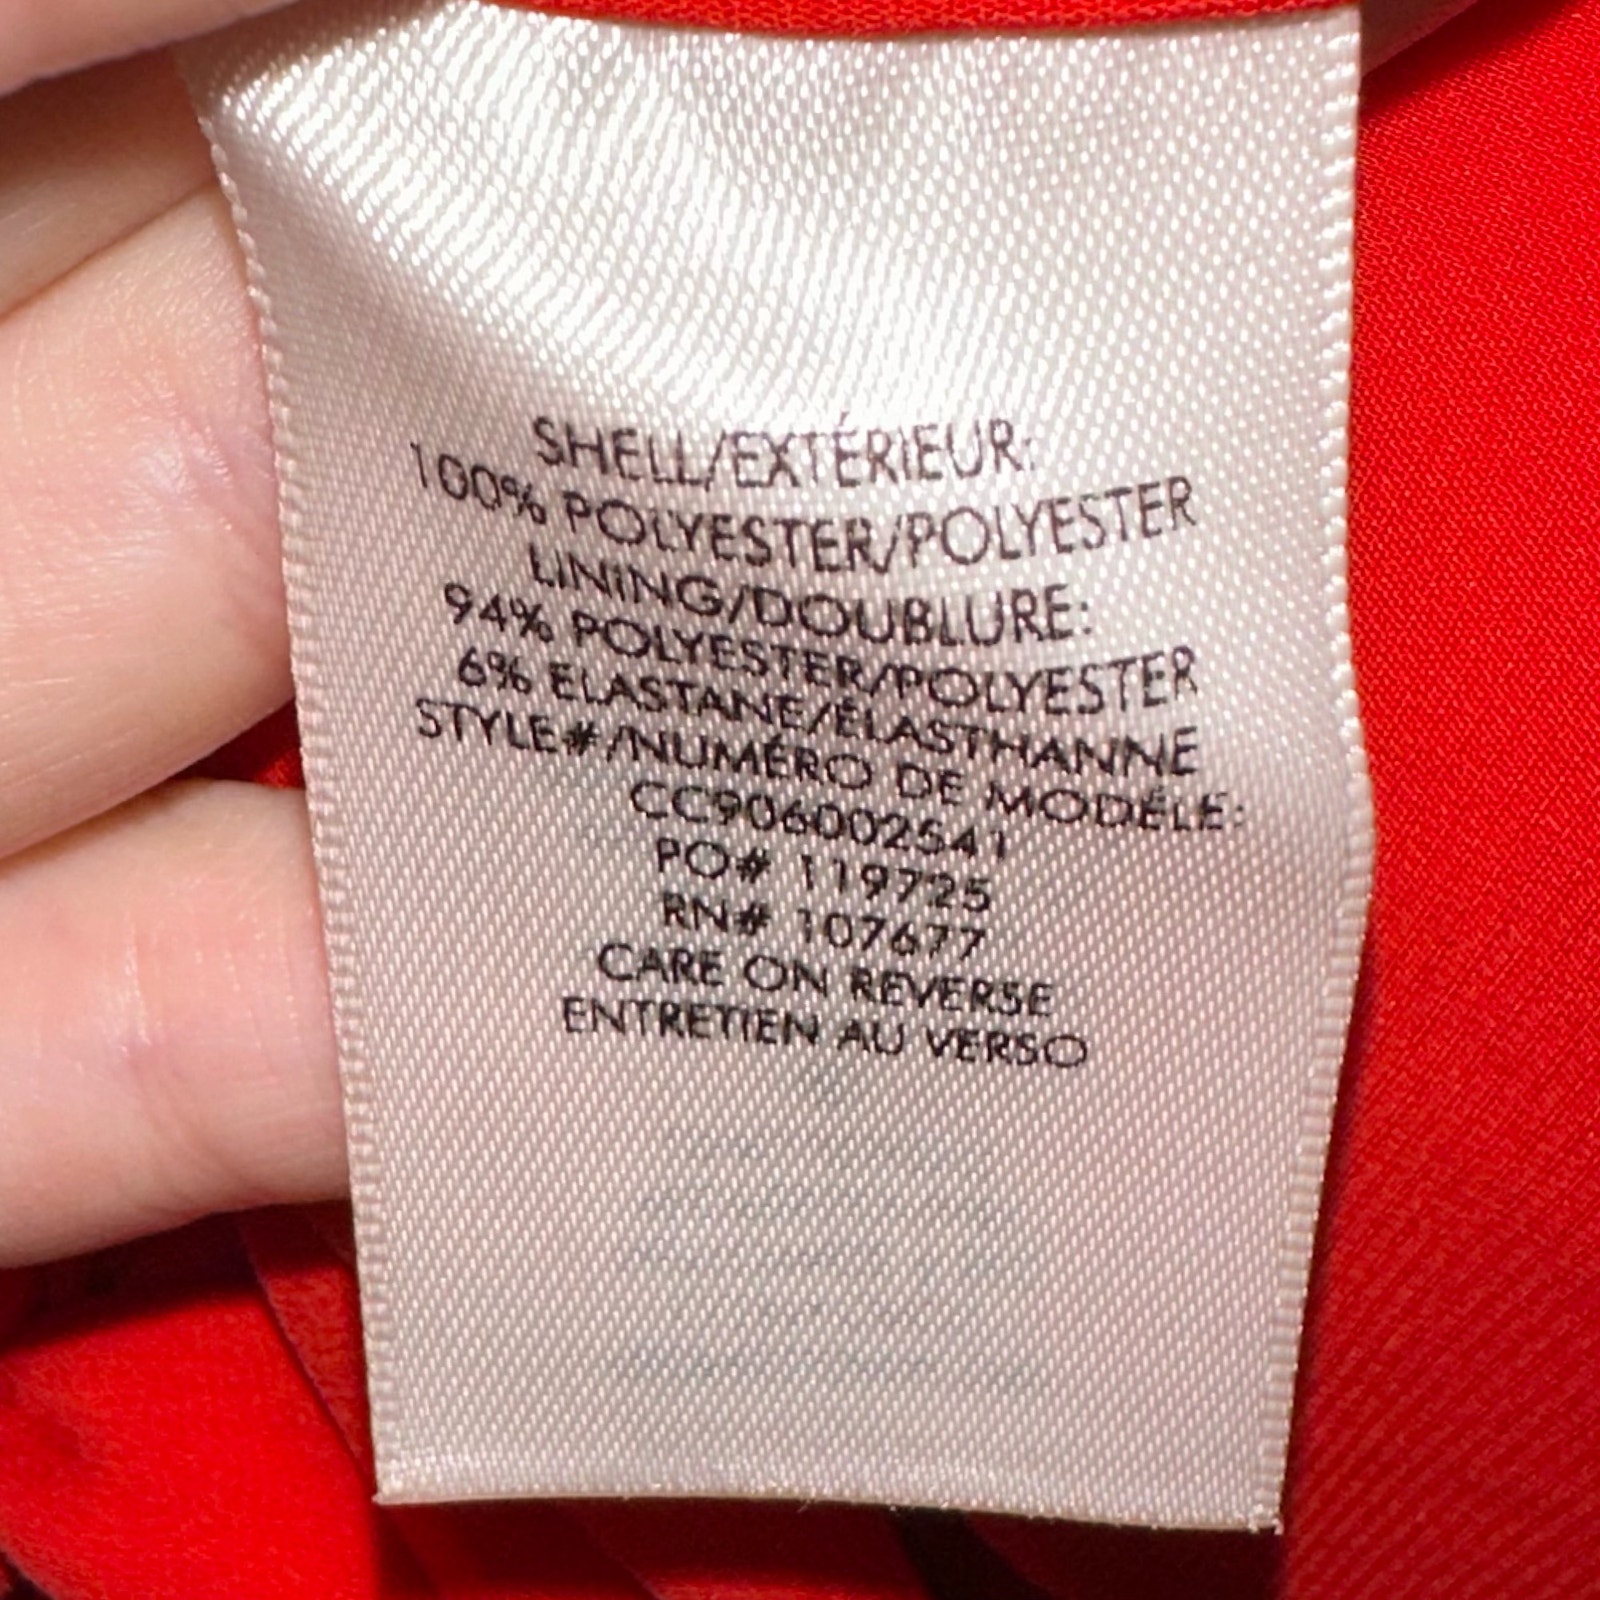 SHELL/EXTÉRIEUR:
100% POLYESTER/POLYESTER
LINING/DOUBLURE:
94% POLYESTER/POLYESTER
6% ELASTANE/ÉLASTHANNE
STYLE#/NUMÉRO DE MODÈLE:
CC906002541
PO# 119725
RN# 107677
CARE ON REVERSE
ENTRETIEN AU VERSO